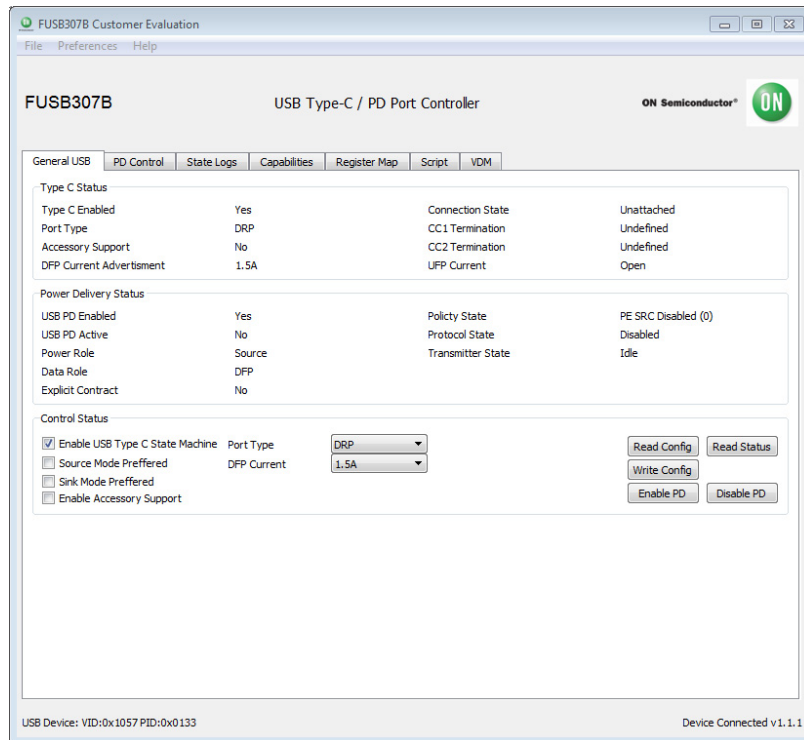 FUSB307B Customer Evaluation
File Preferences Help
FUSB307B
USB Type-C / PD Port Controller
ON Semiconductor®
ON
General USB PD Control State Logs Capabilities Register Map Script VDM
Type C Status
Type C Enabled Yes Connection State Unattached
Port Type DRP CC1 Termination Undefined
Accessory Support No CC2 Termination Undefined
DFP Current Advertisment 1.5A UFP Current Open
Power Delivery Status
USB PD Enabled Yes Policty State PE SRC Disabled (0)
USB PD Active No Protocol State Disabled
Power Role Source Transmitter State Idle
Data Role DFP
Explicit Contract No
Control Status
Enable USB Type C State Machine Port Type DRP Read Config Read Status
Source Mode Preffered DFP Current 1.5A
Sink Mode Preffered Write Config
Enable Accessory Support Enable PD Disable PD
USB Device: VID:0x1057 PID:0x0133 Device Connected v1.1.1